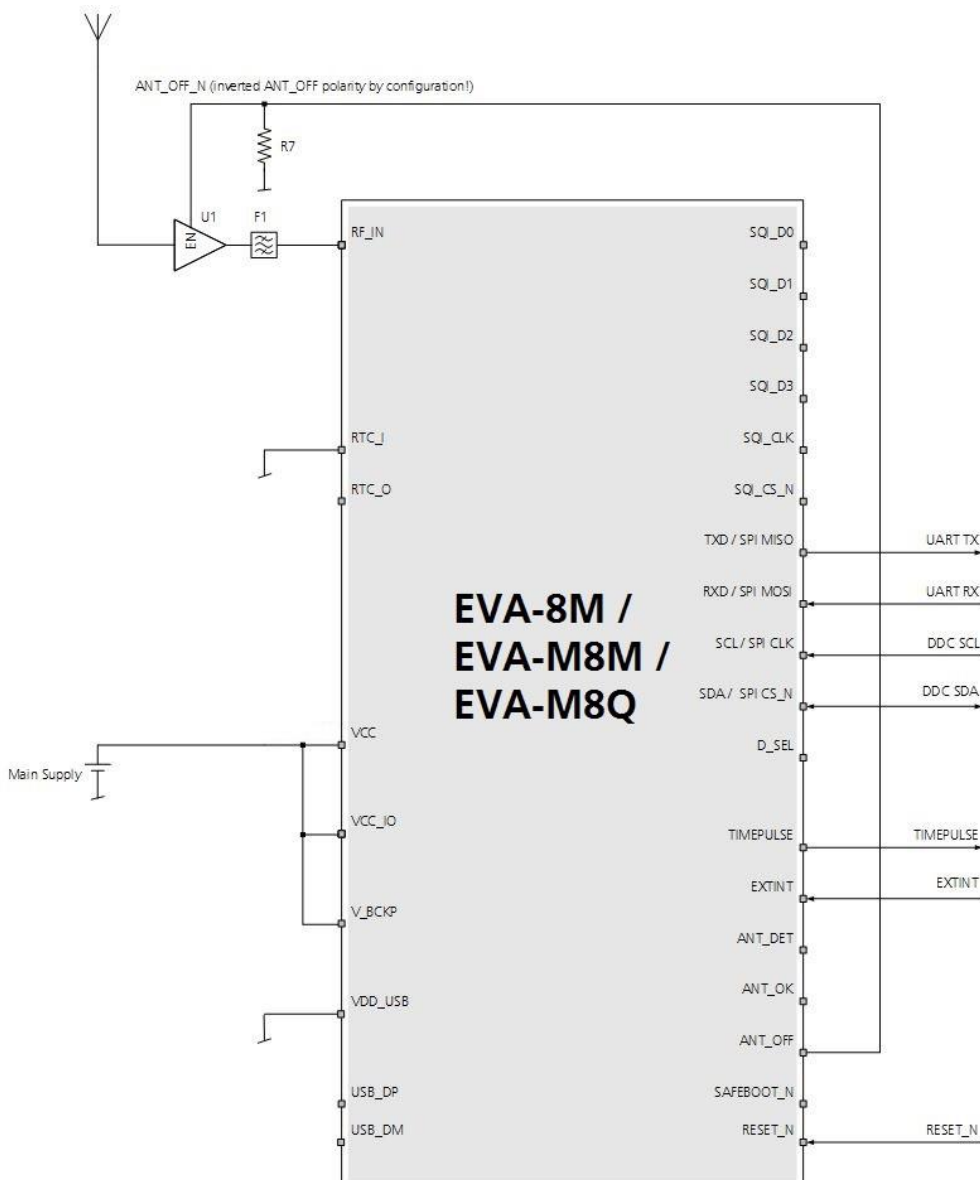 ANT_OFF_N (inverted ANT_OFF polarity by configuration!)
R7
U1
F1
EN
RF_IN
SQI_D0
SQI_D1
SQI_D2
SQI_D3
RTC_I
SQI_CLK
RTC_O
SQI_CS_N
TXD / SPI MISO
UART TX
RXD / SPI MOSI
UART RX
EVA-8M /
EVA-M8M /
EVA-M8Q
SCL / SPI CLK
DDC SCL
SDA / SPI CS_N
DDC SDA
VCC
D_SEL
Main Supply
VCC_IO
TIMEPULSE
TIMEPULSE
EXTINT
EXTINT
V_BCKP
ANT_DET
ANT_OK
VDD_USB
ANT_OFF
USB_DP
SAFEBOOT_N
USB_DM
RESET_N
RESET_N